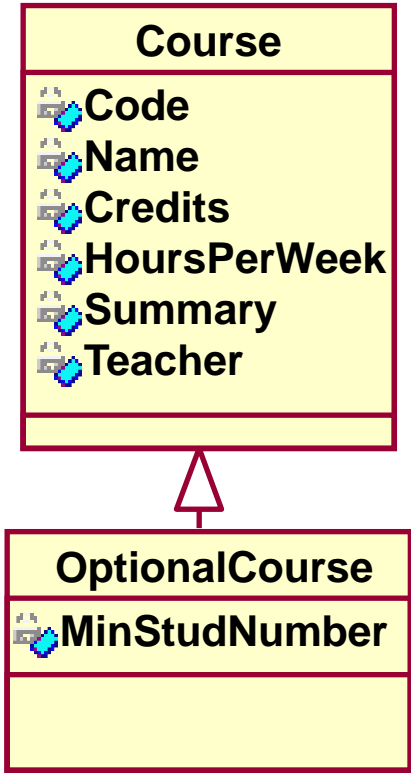 Course
Code
Name
Credits
HoursPerWeek
Summary
Teacher
OptionalCourse
MinStudNumber